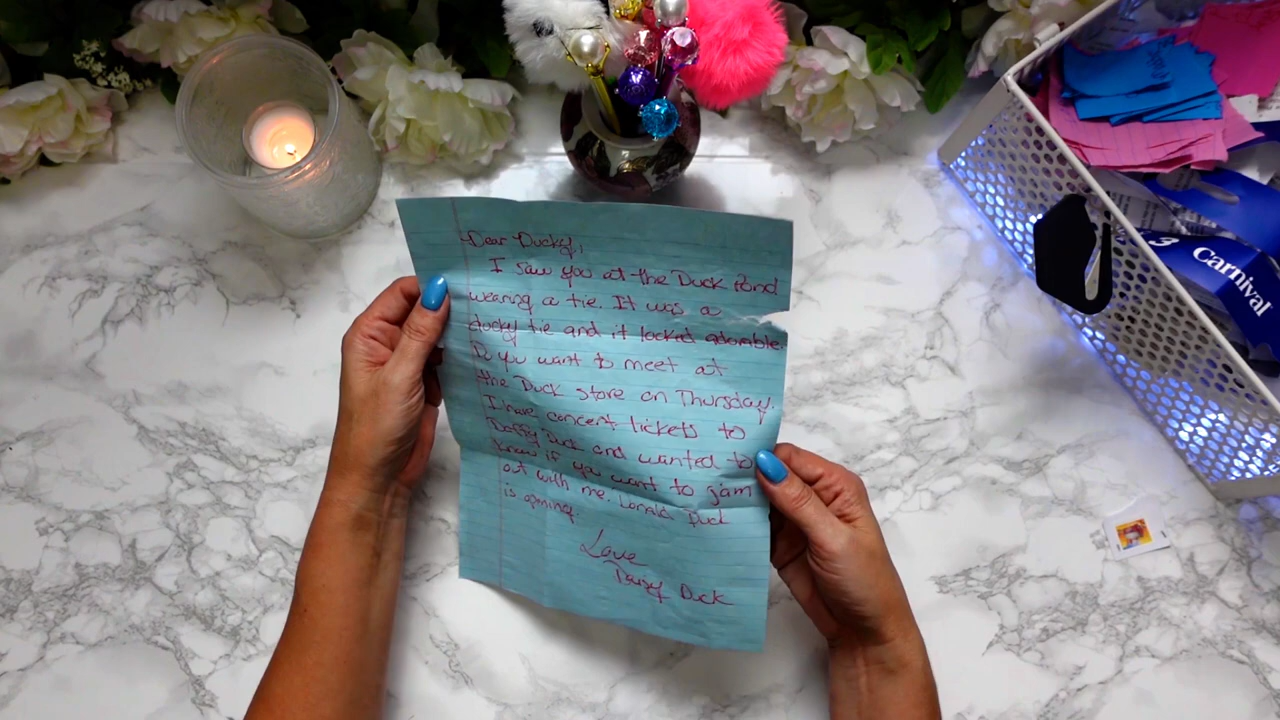 Dear Ducky,
I saw you at the Duck Pond
wearing a tie. It was a
ducky tie and it looked adorable.
Do you want to meet at
the Duck store on Thursday.
I have concert tickets to
Daffy Duck and wanted to
know if you want to jam
out with me. Lonald Duck
is opening.
Love
Daisy Duck
3
Carnival